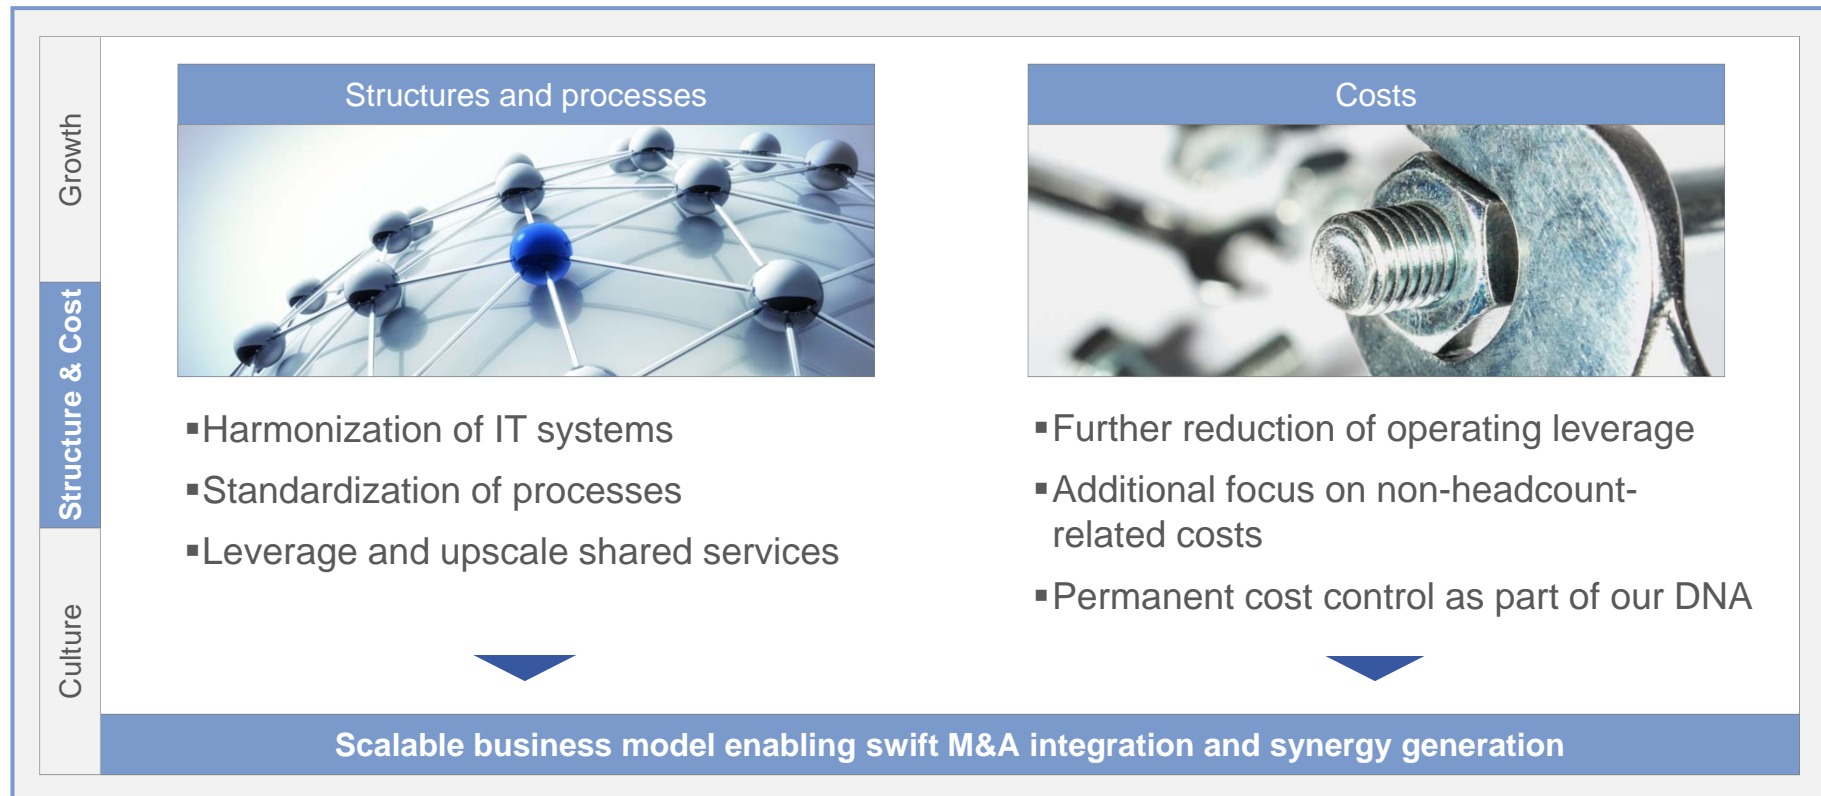 Growth
Structure & Cost
Culture
Structures and processes
▪Harmonization of IT systems
▪Standardization of processes
▪Leverage and upscale shared services
Costs
▪Further reduction of operating leverage
▪Additional focus on non-headcount-
related costs
▪Permanent cost control as part of our DNA
Scalable business model enabling swift M&A integration and synergy generation